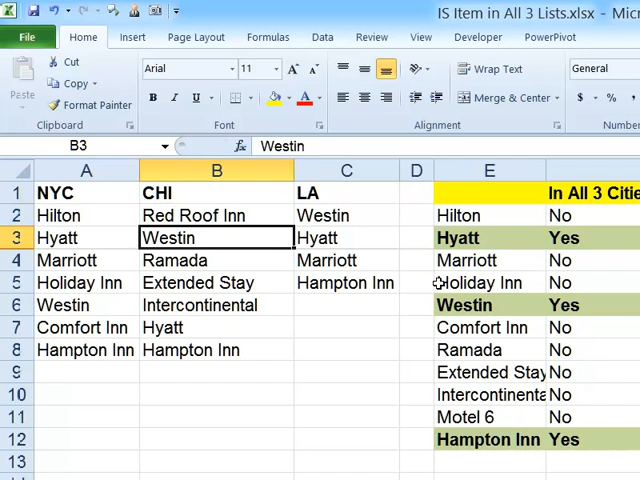 IS Item in All 3 Lists.xlsx - Micr
File Home Insert Page Layout Formulas Data Review View Developer PowerPivot
Paste
Cut
Copy
Format Painter
Clipboard
Arial 11 A A
B I U A
Font
Wrap Text
Merge & Center
Alignment
General
$ % ,
Number
B3 fx Westin
A B C D E
1 NYC CHI LA In All 3 Citie
2 Hilton Red Roof Inn Westin Hilton No
3 Hyatt Westin Hyatt Hyatt Yes
4 Marriott Ramada Marriott Marriott No
5 Holiday Inn Extended Stay Hampton Inn Holiday Inn No
6 Westin Intercontinental Westin Yes
7 Comfort Inn Hyatt Comfort Inn No
8 Hampton Inn Hampton Inn Ramada No
9 Extended Stay No
10 Intercontinenta No
11 Motel 6 No
12 Hampton Inn Yes
13